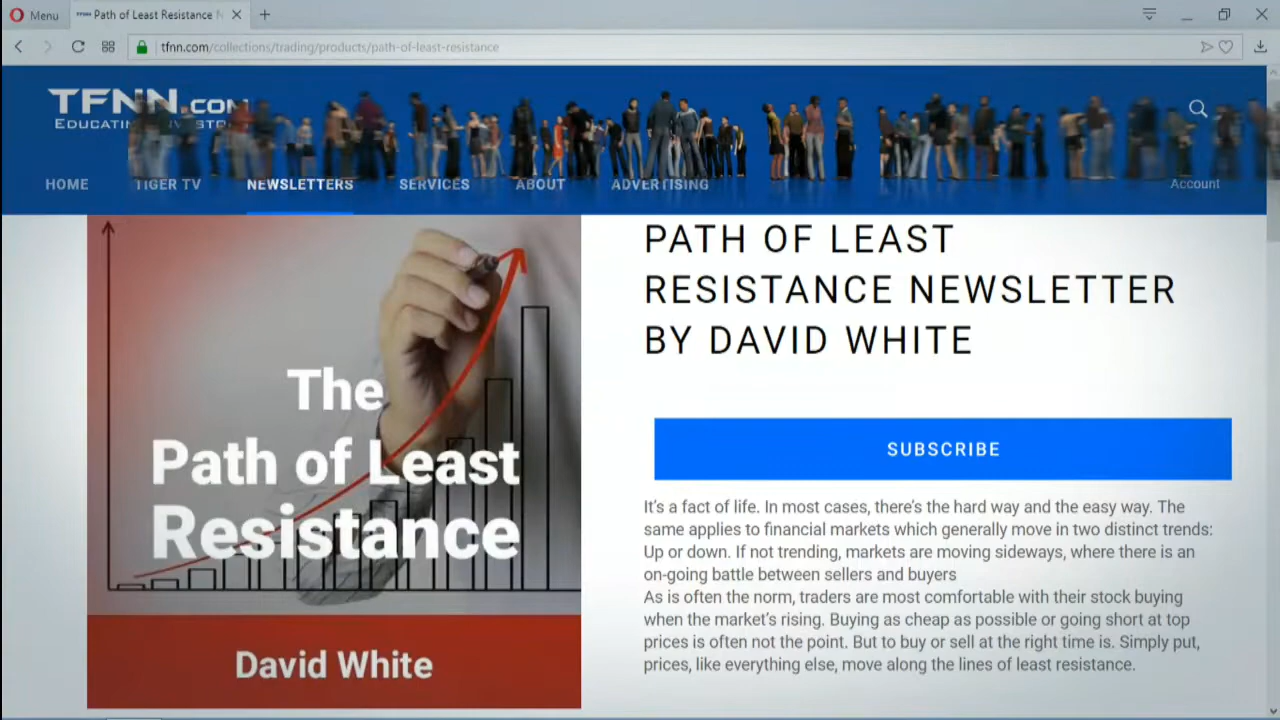 Menu
Path of Least Resistance N
tfnn.com/collections/trading/products/path-of-least-resistance
TFNN.COM
HOME
TIGER TV
NEWSLETTERS
SERVICES
ABOUT
ADVERTISING
Account
PATH OF LEAST
RESISTANCE NEWSLETTER
BY DAVID WHITE
The
Path of Least
Resistance
David White
SUBSCRIBE
It's a fact of life. In most cases, there's the hard way and the easy way. The
same applies to financial markets which generally move in two distinct trends:
Up or down. If not trending, markets are moving sideways, where there is an
on-going battle between sellers and buyers
As is often the norm, traders are most comfortable with their stock buying
when the market's rising. Buying as cheap as possible or going short at top
prices is often not the point. But to buy or sell at the right time is. Simply put,
prices, like everything else, move along the lines of least resistance.